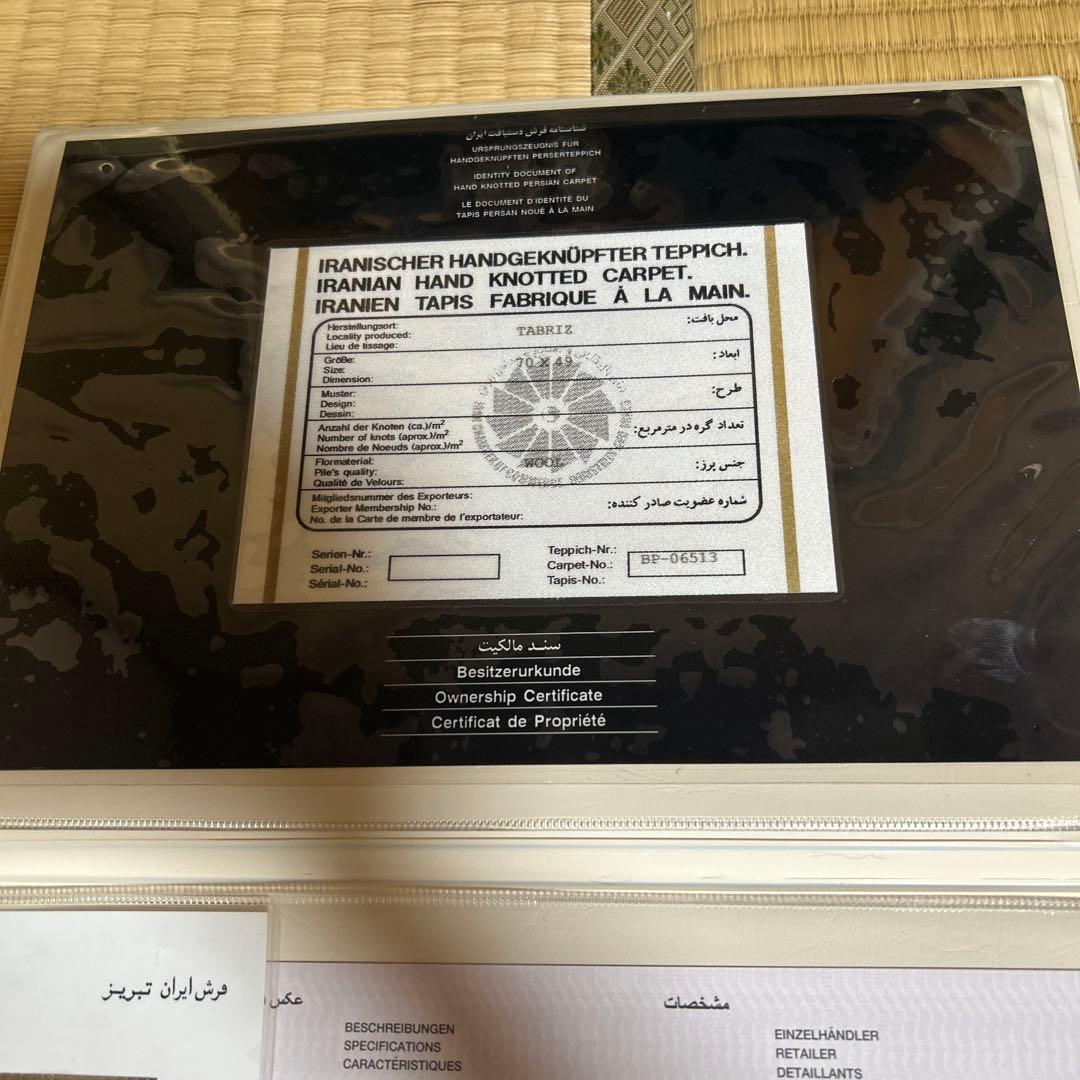 شناسنامه فرش دستبافت ایران
URSPRUNGSZEUGNIS FÜR
HANDGEKNÜPFTEN PERSERTEPPICH
IDENTITY DOCUMENT OF
HAND KNOTTED PERSIAN CARPET
LE DOCUMENT D'IDENTITÉ DU
TAPIS PERSAN NOUÉ À LA MAIN
IRANISCHER HANDGEKNÜPFTER TEPPICH.
IRANIAN HAND KNOTTED CARPET.
IRANIEN TAPIS FABRIQUE Á LA MAIN.
Herstellungsort:
Locality produced:
Lieu de tissage:
TABRIZ
محل بافت:
Größe:
Size:
Dimension:
70 X 49
ابعاد:
Muster:
Design:
Dessin:
طرح:
Anzahl der Knoten (ca.)/m²
Number of knots (aprox.)/m²
Nombre de Noeuds (aprox.)/m²
تعداد گره در مترمربع:
Flormaterial:
Pile's quality:
Qualité de Velours:
WOOL
جنس پرز:
Mitgliedsnummer des Exporteurs:
Exporter Membership No.:
No. de la Carte de membre de l'exportateur:
شماره عضویت صادر کننده:
Serien-Nr.:
Serial-No.:
Sérial-No.:
Teppich-Nr.:
Carpet-No.:
Tapis-No.:
BP-06513
سند مالکیت
Besitzerurkunde
Ownership Certificate
Certificat de Propriété
فرش ایران تبریز
عکس
مشخصات
BESCHREIBUNGEN
SPECIFICATIONS
CARACTÉRISTIQUES
EINZELHÄNDLER
RETAILER
DETAILLANTS